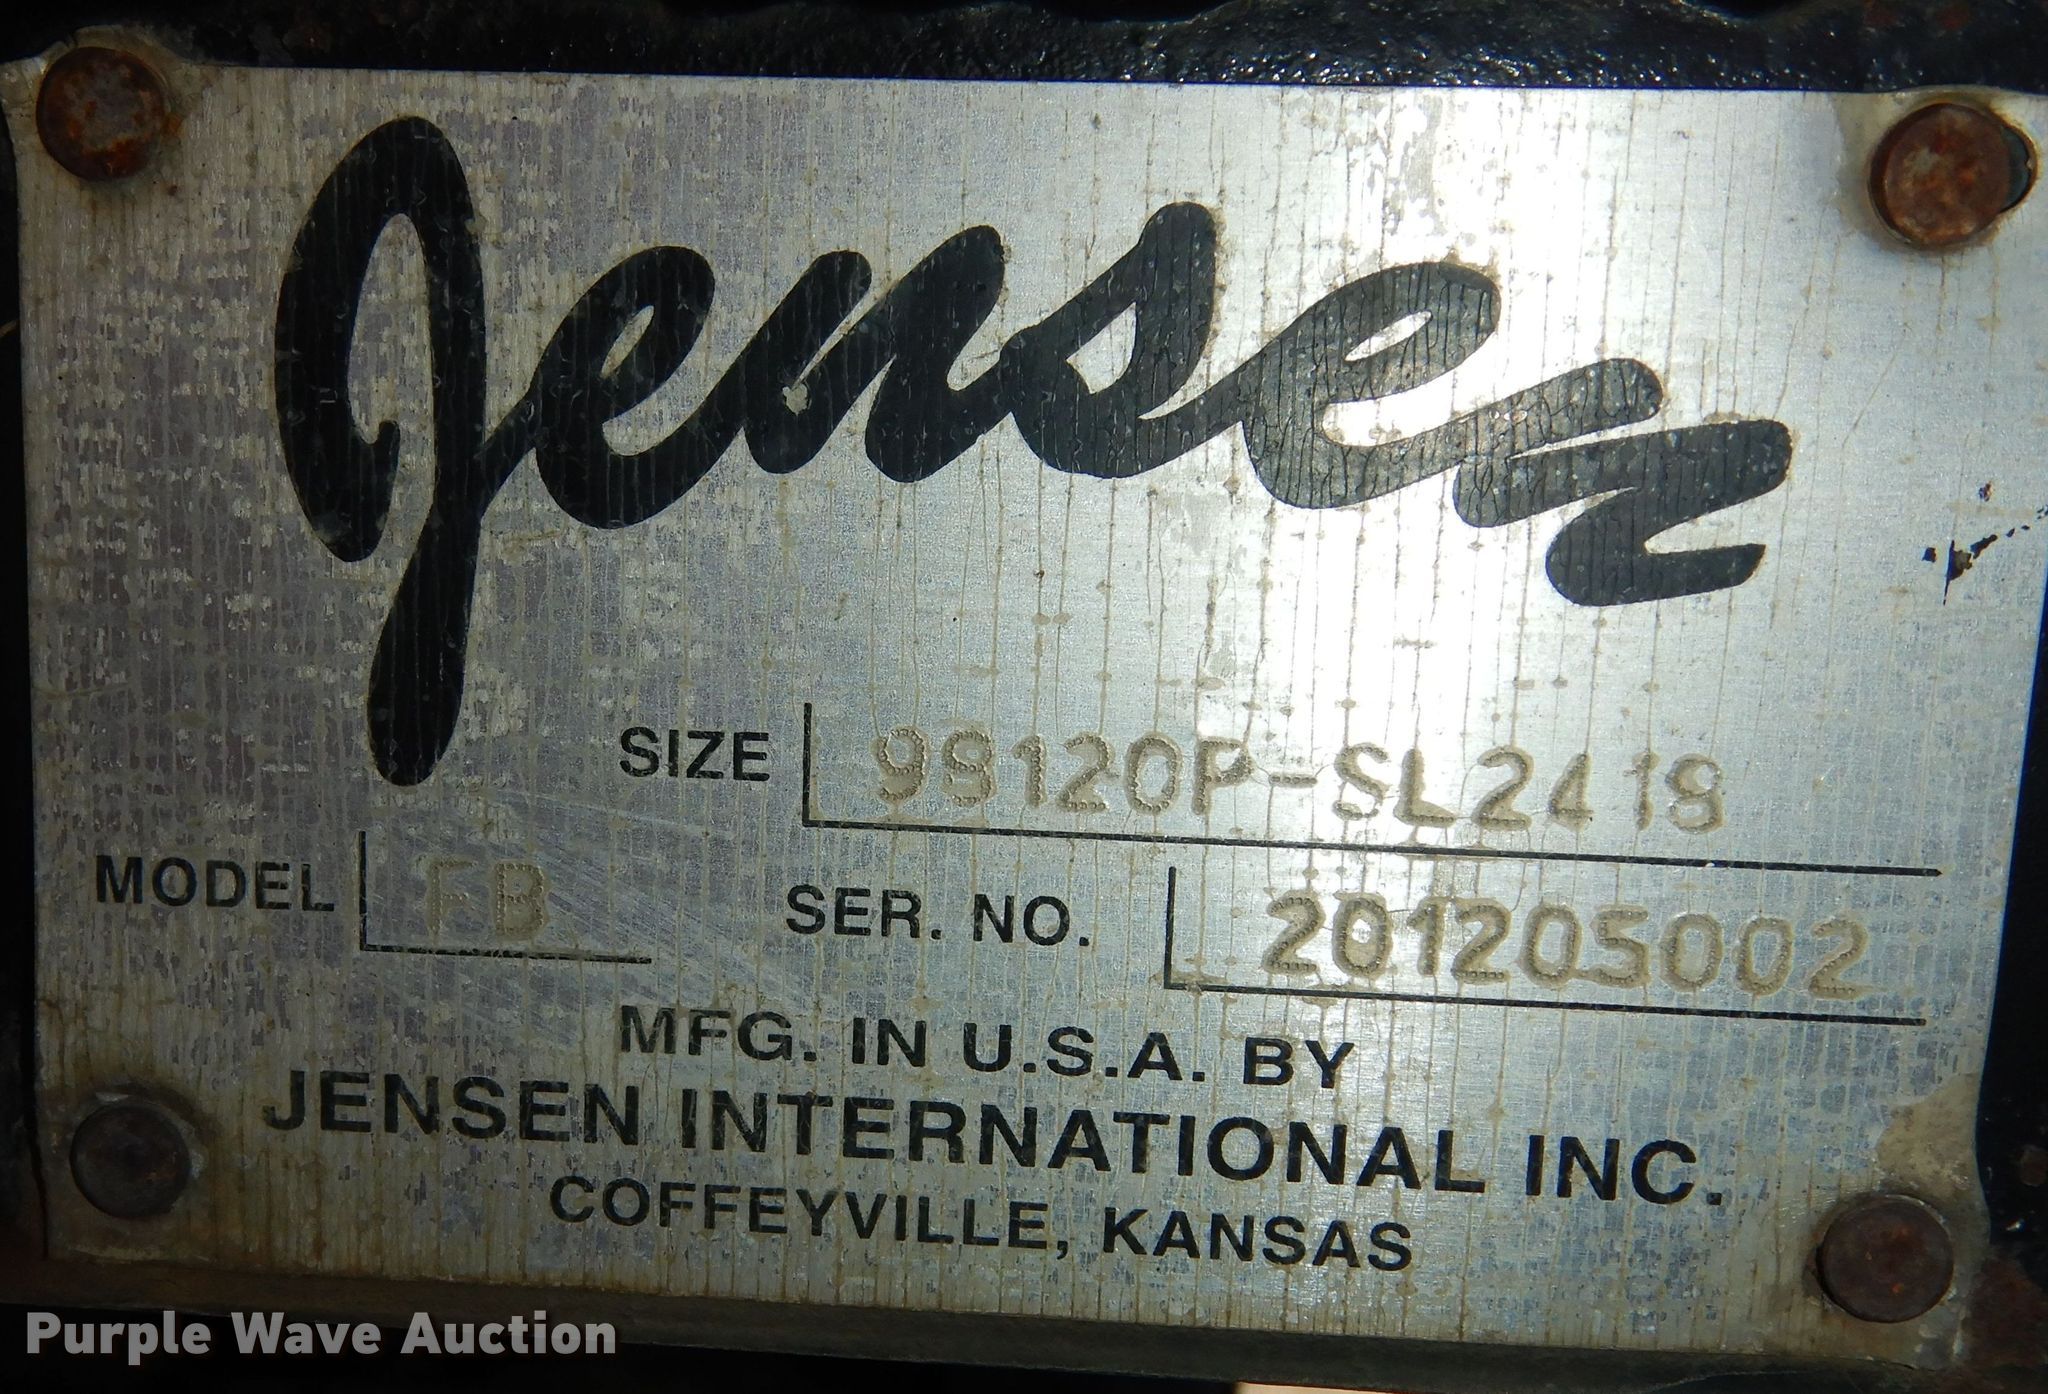 Jensen
SIZE 98120P-SL2418
MODEL FB SER. NO. 201205002
MFG. IN U.S.A. BY
JENSEN INTERNATIONAL INC.
COFFEYVILLE, KANSAS
Purple Wave Auction